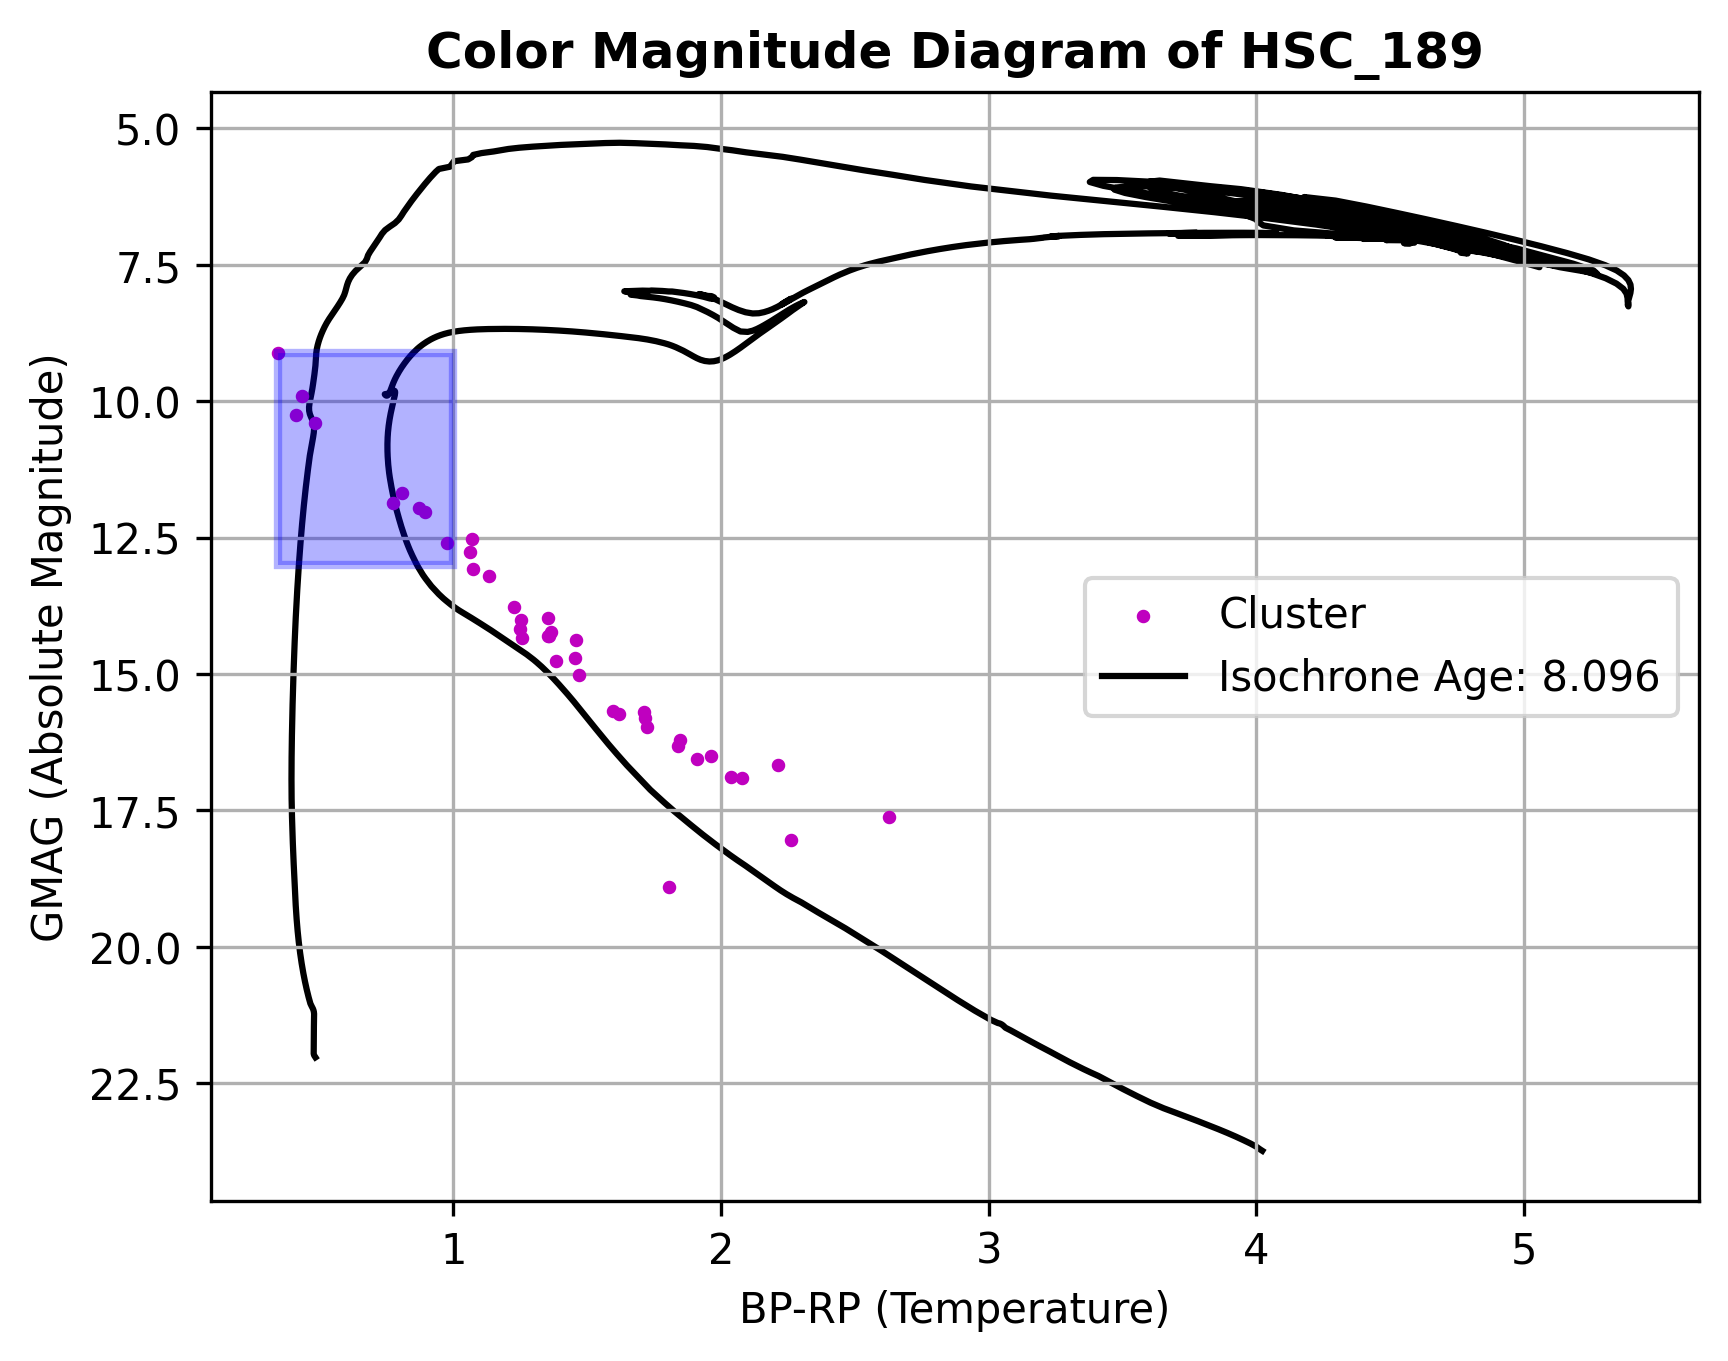 Color Magnitude Diagram of HSC_189
5.0
7.5
10.0
12.5
15.0
17.5
20.0
22.5
GMAG (Absolute Magnitude)
Cluster
Isochrone Age: 8.096
1 2 3 4 5
BP-RP (Temperature)